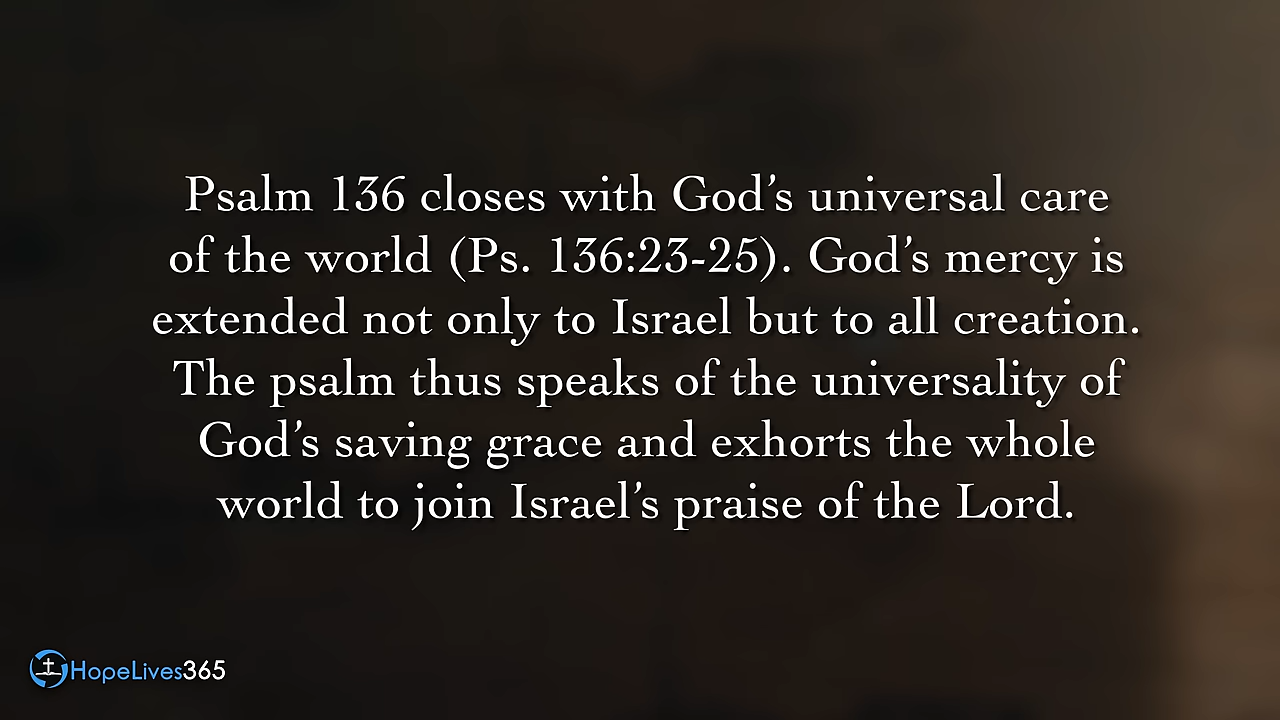 Psalm 136 closes with God’s universal care
of the world (Ps. 136:23-25). God’s mercy is
extended not only to Israel but to all creation.
The psalm thus speaks of the universality of
God’s saving grace and exhorts the whole
world to join Israel’s praise of the Lord.
HopeLives365